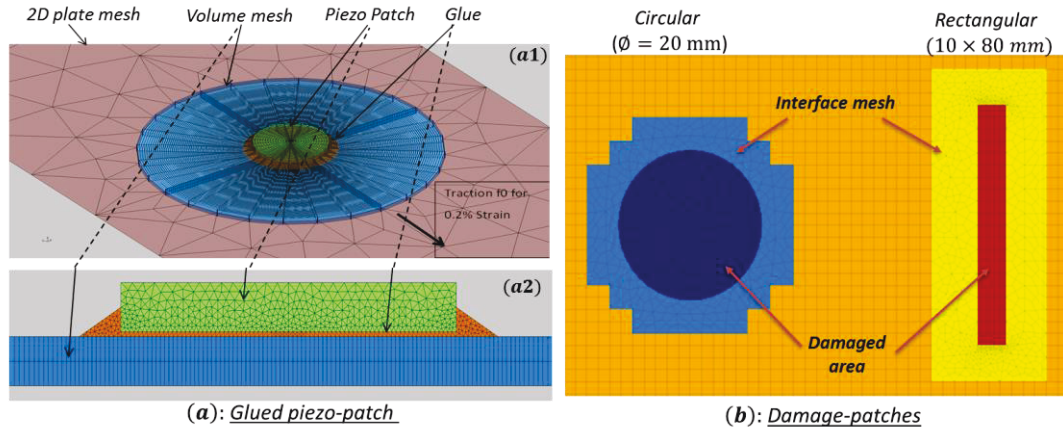 2D plate mesh
Volume mesh
Piezo Patch
Glue
(a1)
Traction f0 for
0.2% Strain
(a2)
(a): Glued piezo-patch
Circular
(Ø = 20 mm)
Rectangular
(10 × 80 mm)
Interface mesh
Damaged
area
(b): Damage-patches